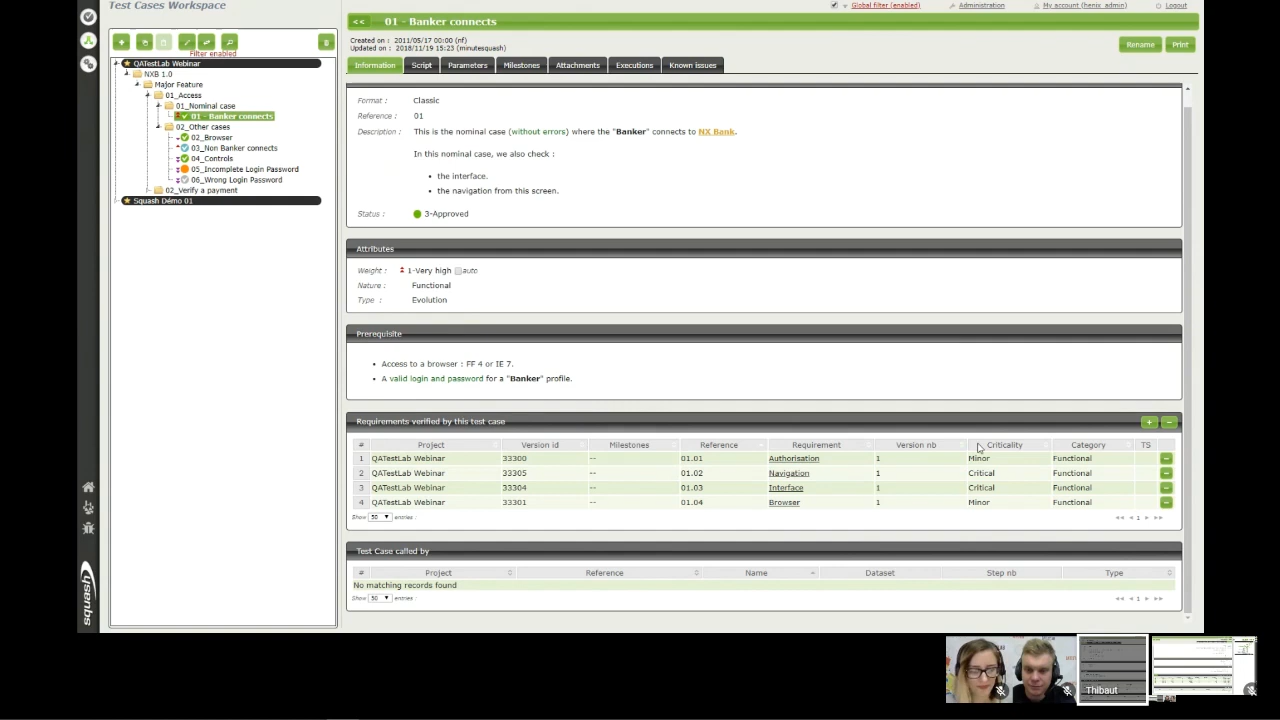 Test Cases Workspace
Global filter (enabled)
Administration
My account (henix_admin)
Logout
Filter enabled
QATestLab Webinar
NXB 1.0
Major Feature
01_Access
01_Nominal case
01 - Banker connects
02_Other cases
02_Browser
03_Non Banker connects
04_Controls
05_Incomplete Login Password
06_Wrong Login Password
02_Verify a payment
Squash Démo 01
<<
01 - Banker connects
Created on : 2011/05/17 00:00 (nf)
Updated on : 2018/11/19 15:23 (minutesquash)
Rename
Print
Information
Script
Parameters
Milestones
Attachments
Executions
Known issues
Format : Classic
Reference : 01
Description : This is the nominal case (without errors) where the "Banker" connects to NX Bank.
In this nominal case, we also check :
• the interface.
• the navigation from this screen.
Status : 3-Approved
Attributes
Weight : 1-Very high auto
Nature : Functional
Type : Evolution
Prerequisite
• Access to a browser : FF 4 or IE 7.
• A valid login and password for a "Banker" profile.
Requirements verified by this test case
# Project Version id Milestones Reference Requirement Version nb Criticality Category TS
1 QATestLab Webinar 33300 -- 01.01 Authorisation 1 Minor Functional
2 QATestLab Webinar 33305 -- 01.02 Navigation 1 Critical Functional
3 QATestLab Webinar 33304 -- 01.03 Interface 1 Critical Functional
4 QATestLab Webinar 33301 -- 01.04 Browser 1 Minor Functional
Show 50 entries :
1
Test Case called by
# Project Reference Name Dataset Step nb Type
No matching records found
Show 50 entries :
1
Thibaut